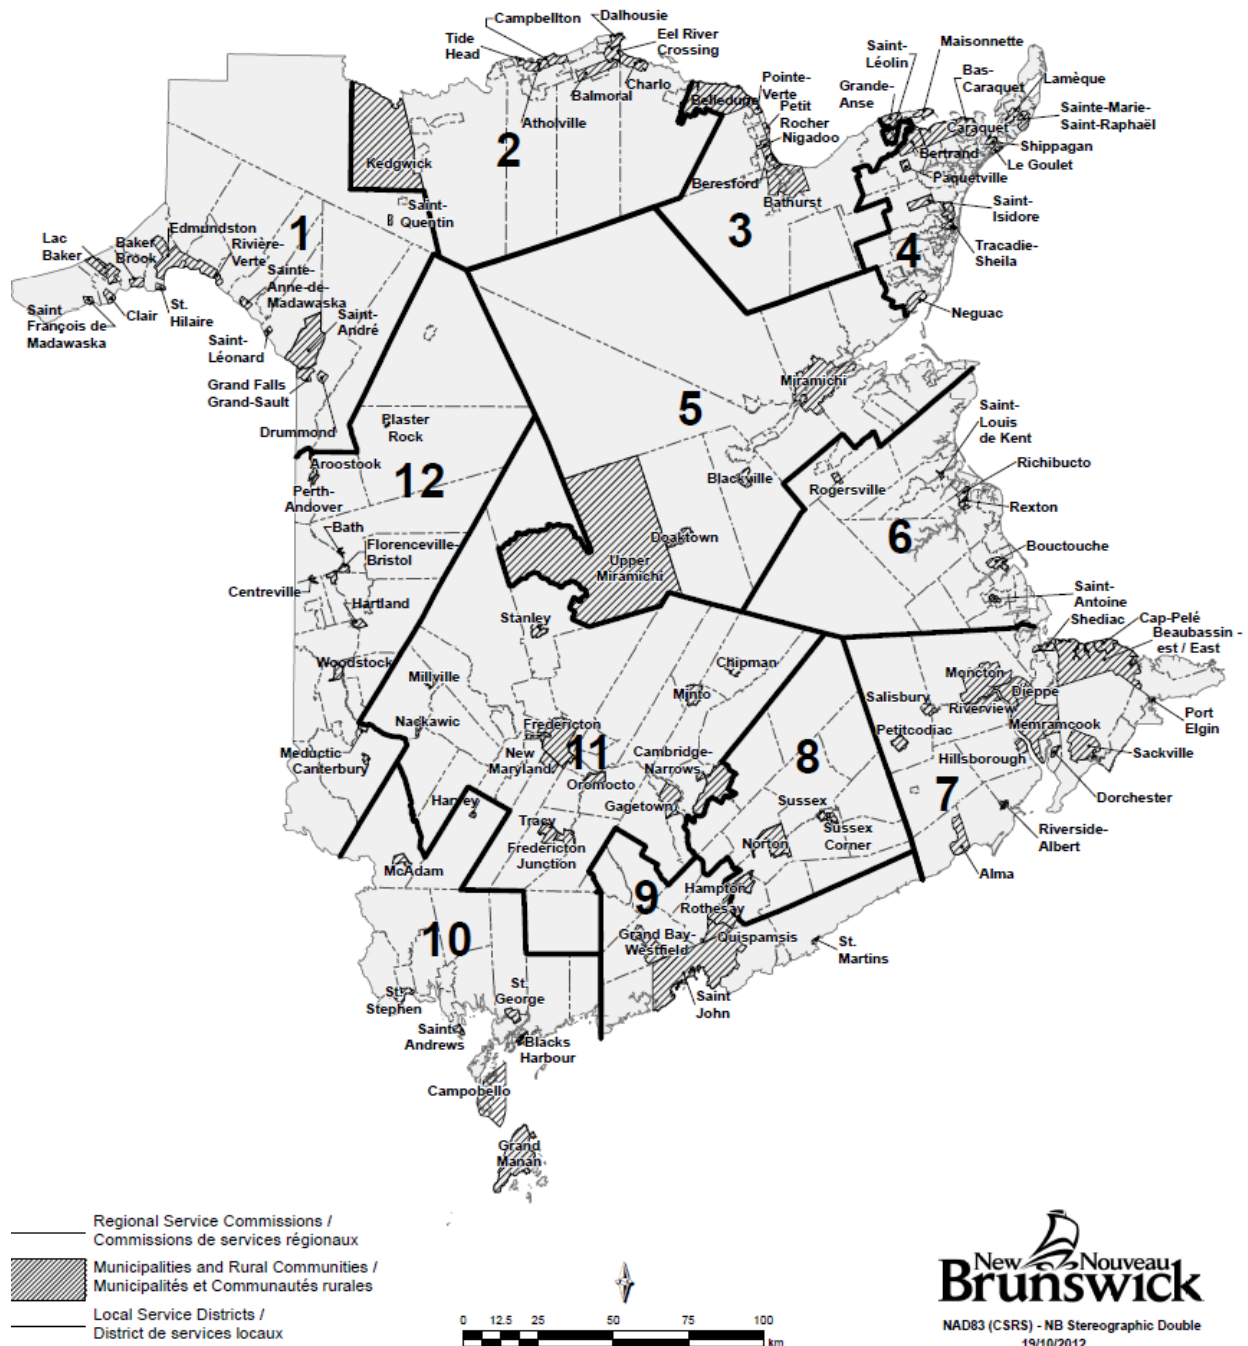 Campbellton
Dalhousie
Tide
Head
Eel River
Crossing
Balmoral
Charlo
Atholville
Saint-
Léolin
Maisonnette
Grande-
Anse
Bas-
Caraquet
Lamèque
Pointe-
Verte
Belledune
Petit
Rocher
Nigadoo
Sainte-Marie-
Saint-Raphaël
Caraquet
Shippagan
Le Goulet
Bertrand
Paquetville
2
Kedgwick
Beresford
Bathurst
Saint-
Quentin
Saint-
Isidore
Tracadie-
Sheila
3
4
Neguac
1
Lac
Baker
Baker
Brook
Edmundston
Rivière-
Verte
Sainte-
Anne-de-
Madawaska
Saint
François de
Madawaska
Clair
St.
Hilaire
Saint-
André
Saint-
Léonard
Grand Falls
Grand-Sault
Drummond
Miramichi
5
Plaster
Rock
Saint-
Louis
de Kent
Aroostook
Perth-
Andover
12
Blackville
Rogersville
Richibucto
Rexton
6
Bath
Florenceville-
Bristol
Centreville
Hartland
Doaktown
Upper
Miramichi
Bouctouche
Saint-
Antoine
Shediac
Cap-Pelé
Beaubassin -
est / East
Stanley
Woodstock
Millville
Chipman
Minto
Moncton
Dieppe
Salisbury
Riverview
Memramcook
Port
Elgin
Nackawic
Fredericton
11
New
Maryland
Cambridge-
Narrows
8
Petitcodiac
Sackville
Meductic
Canterbury
Oromocto
Gagetown
Hillsborough
7
Dorchester
Harvey
Tracy
Fredericton
Junction
Sussex
Sussex
Corner
Norton
Riverside-
Albert
Alma
McAdam
9
Hampton
Rothesay
10
Grand Bay-
Westfield
Quispamsis
St.
Martins
St.
Stephen
St.
George
Saint
John
Saint
Andrews
Blacks
Harbour
Campobello
Grand
Manan
Regional Service Commissions /
Commissions de services régionaux
Municipalities and Rural Communities /
Municipalités et Communautés rurales
Local Service Districts /
District de services locaux
0 12.5 25 50 75 100
km
New Nouveau
Brunswick
NAD83 (CSRS) - NB Stereographic Double
19/10/2012